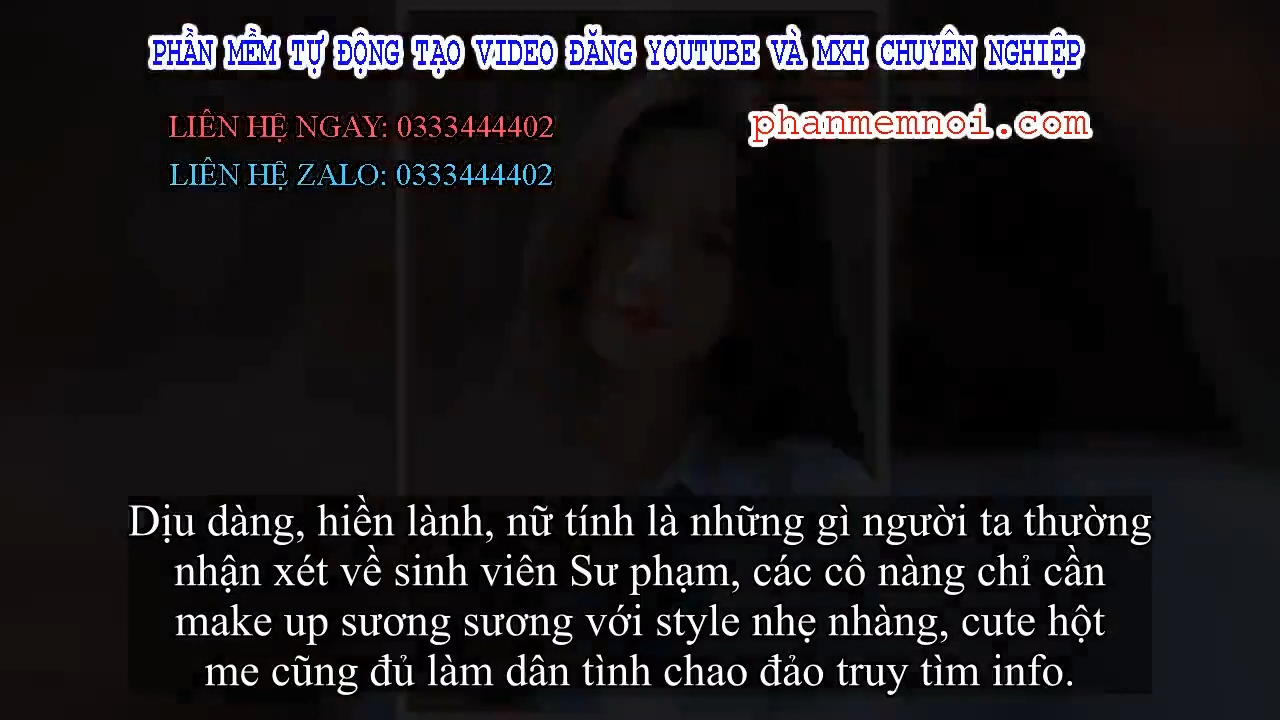 PHẦN MỀM TỰ ĐỘNG TẠO VIDEO ĐĂNG YOUTUBE VÀ MXH CHUYÊN NGHIỆP
LIÊN HỆ NGAY: 0333444402
phanmemnoi.com
LIÊN HỆ ZALO: 0333444402
Dịu dàng, hiền lành, nữ tính là những gì người ta thường
nhận xét về sinh viên Sư phạm, các cô nàng chỉ cần
make up sương sương với style nhẹ nhàng, cute hột
me cũng đủ làm dân tình chao đảo truy tìm info.